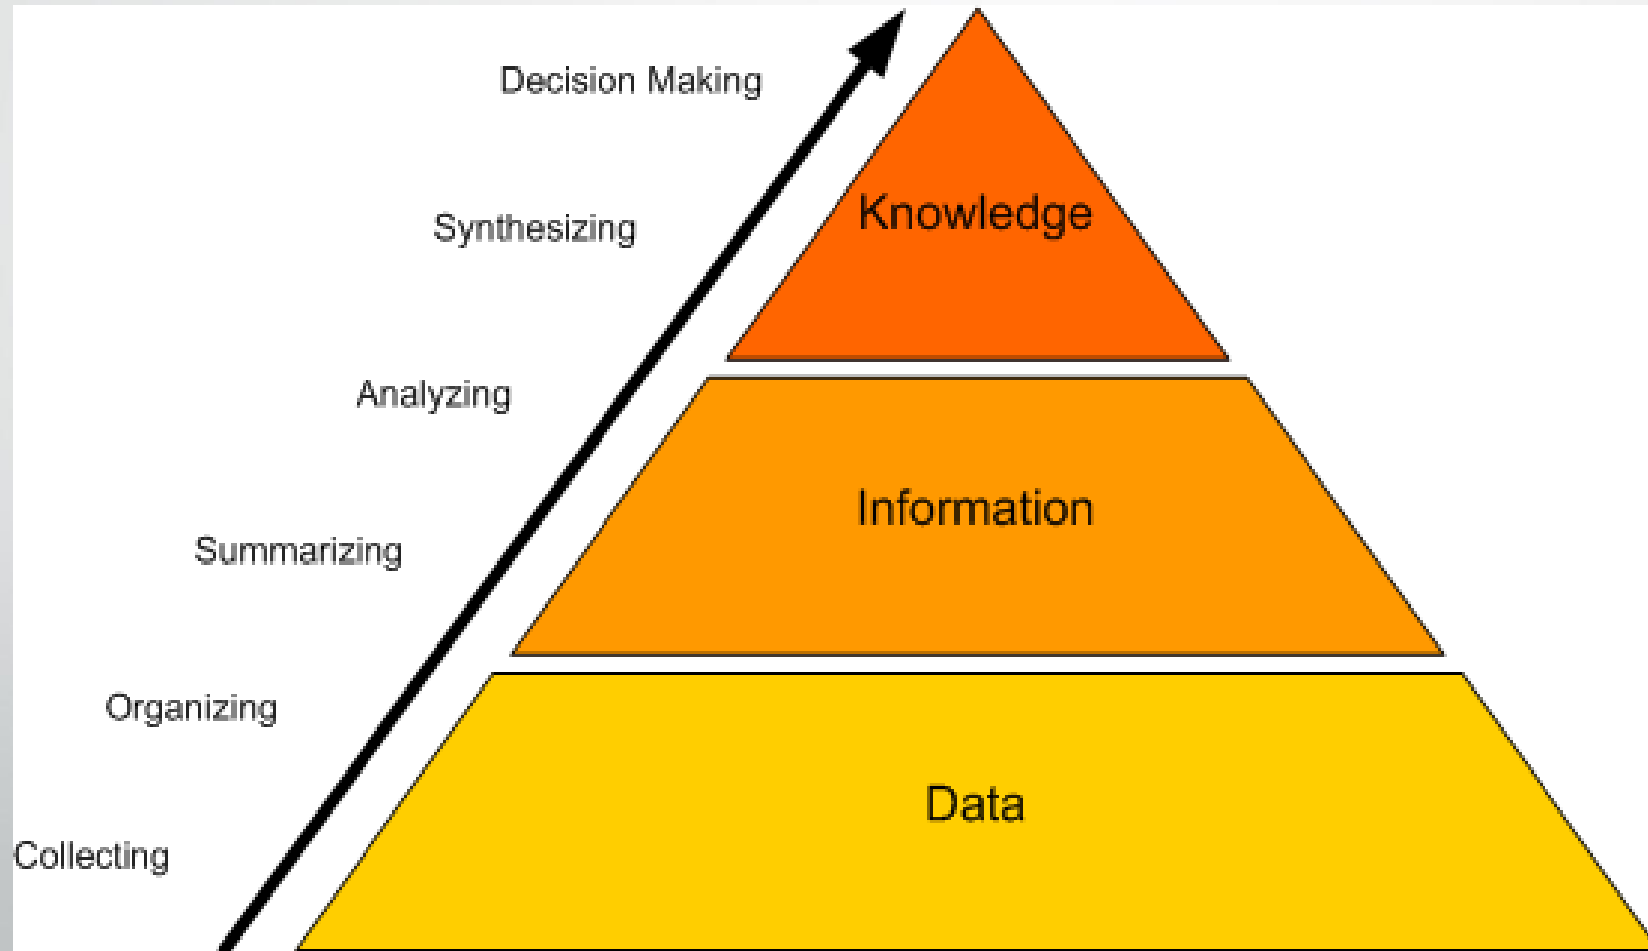 Decision Making
Knowledge
Synthesizing
Analyzing
Information
Summarizing
Organizing
Data
Collecting